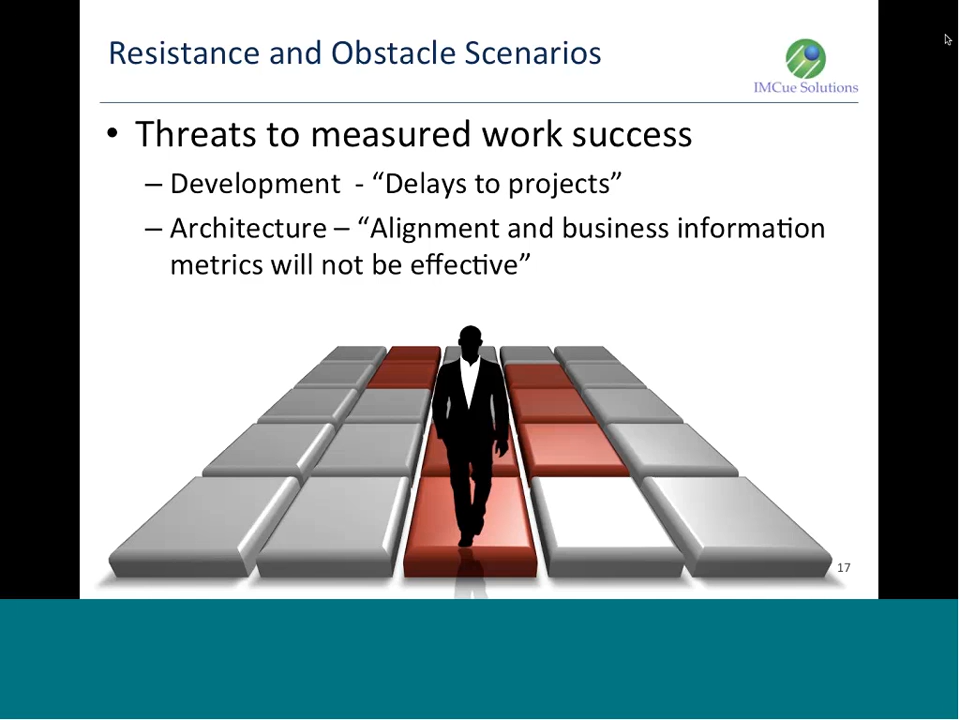 Resistance and Obstacle Scenarios
IMCue Solutions
• Threats to measured work success
– Development - “Delays to projects”
– Architecture – “Alignment and business information
metrics will not be effective”
17